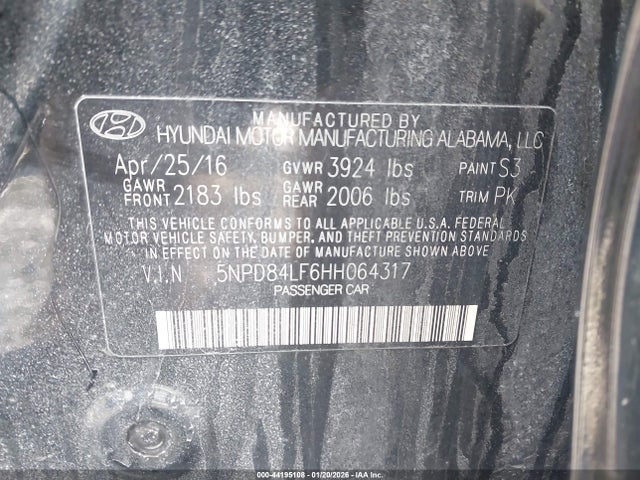 MANUFACTURED BY
HYUNDAI MOTOR MANUFACTURING ALABAMA, LLC
Apr/25/16 GVWR 3924 lbs PAINT S3
GAWR FRONT 2183 lbs GAWR REAR 2006 lbs TRIM PK
THIS VEHICLE CONFORMS TO ALL APPLICABLE U.S.A. FEDERAL
MOTOR VEHICLE SAFETY, BUMPER, AND THEFT PREVENTION
STANDARDS IN EFFECT ON THE DATE OF MANUFACTURE SHOWN ABOVE.
V.I.N 5NPD84LF6HH064317
PASSENGER CAR
000-44195108 - 01/20/2026 - IAAI